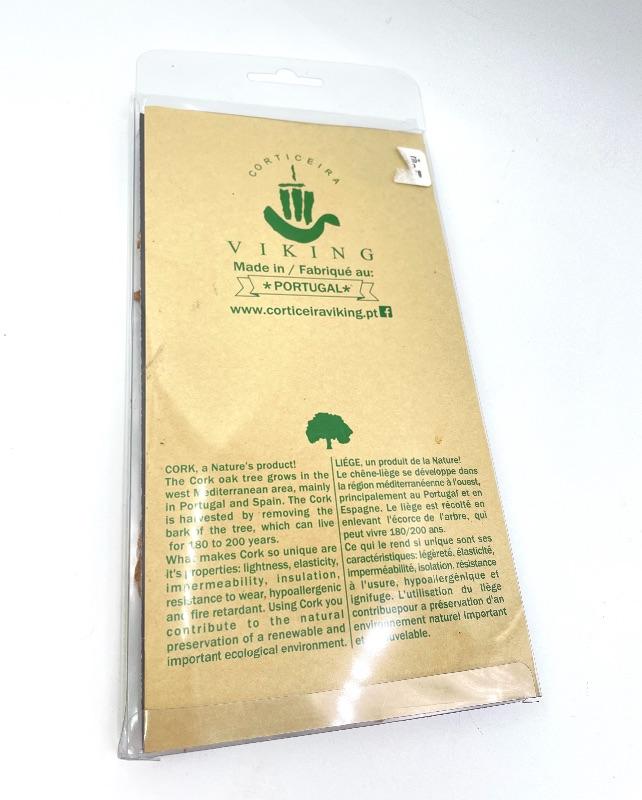 CORTICEIRA
VIKING
Made in / Fabriqué au:
*PORTUGAL*
www.corticeiraviking.pt
CORK, a Nature's product!
The Cork oak tree grows in the
west Mediterranean area, mainly
in Portugal and Spain. The Cork
is harvested by removing the
bark of the tree, which can live
for 180 to 200 years.
What makes Cork so unique are
it's properties: lightness, elasticity,
impermeability, insulation,
resistance to wear, hypoallergenic
and fire retardant. Using Cork you
contribute to the natural
preservation of a renewable and
important ecological environment.
LIÉGE, un produit de la Nature!
Le chêne-liège se développe dans
la région méditerranéenne à l'ouest,
principalement au Portugal et en
Espagne. Le liège est récolté en
enlevant l'écorce de l'arbre, qui
peut vivre 180/200 ans.
Ce qui le rend si unique sont ses
caractéristiques: légèreté, élasticité,
imperméabilité, isolation, résistance
à l'usure, hypoallergénique et
ignifuge. L'utilisation du liège
contribuepour a préservation d'an
environnement naturel important
et